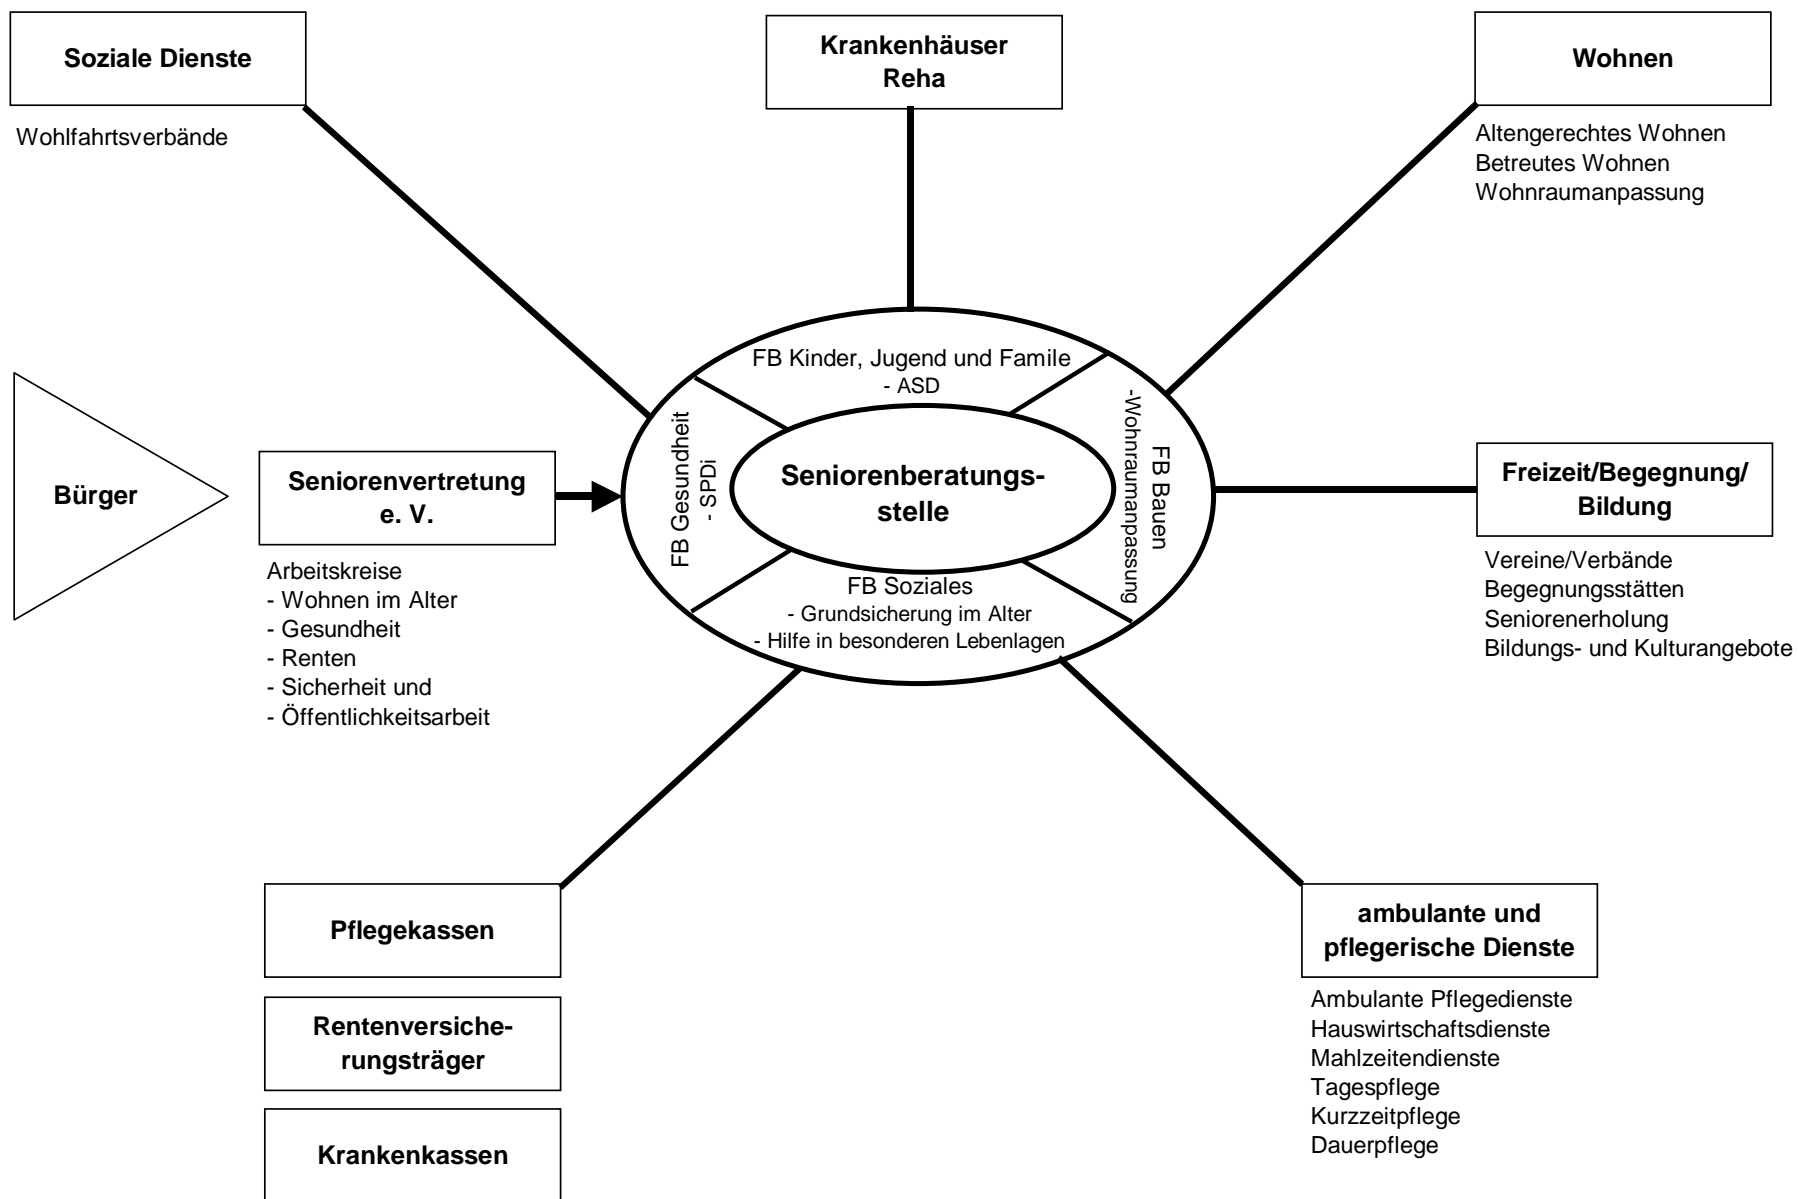 Soziale Dienste
Wohlfahrtsverbände
Krankenhäuser
Reha
Wohnen
Altengerechtes Wohnen
Betreutes Wohnen
Wohnraumanpassung
Bürger
Seniorenvertretung
e. V.
Arbeitskreise
- Wohnen im Alter
- Gesundheit
- Renten
- Sicherheit und
- Öffentlichkeitsarbeit
FB Kinder, Jugend und Famile
- ASD
FB Gesundheit
- SPDi
Seniorenberatungs-
stelle
FB Bauen
-Wohnraumanpassung
FB Soziales
- Grundsicherung im Alter
- Hilfe in besonderen Lebenlagen
Freizeit/Begegnung/
Bildung
Vereine/Verbände
Begegnungsstätten
Seniorenerholung
Bildungs- und Kulturangebote
Pflegekassen
Rentenversiche-
rungsträger
Krankenkassen
ambulante und
pflegerische Dienste
Ambulante Pflegedienste
Hauswirtschaftsdienste
Mahlzeitendienste
Tagespflege
Kurzzeitpflege
Dauerpflege